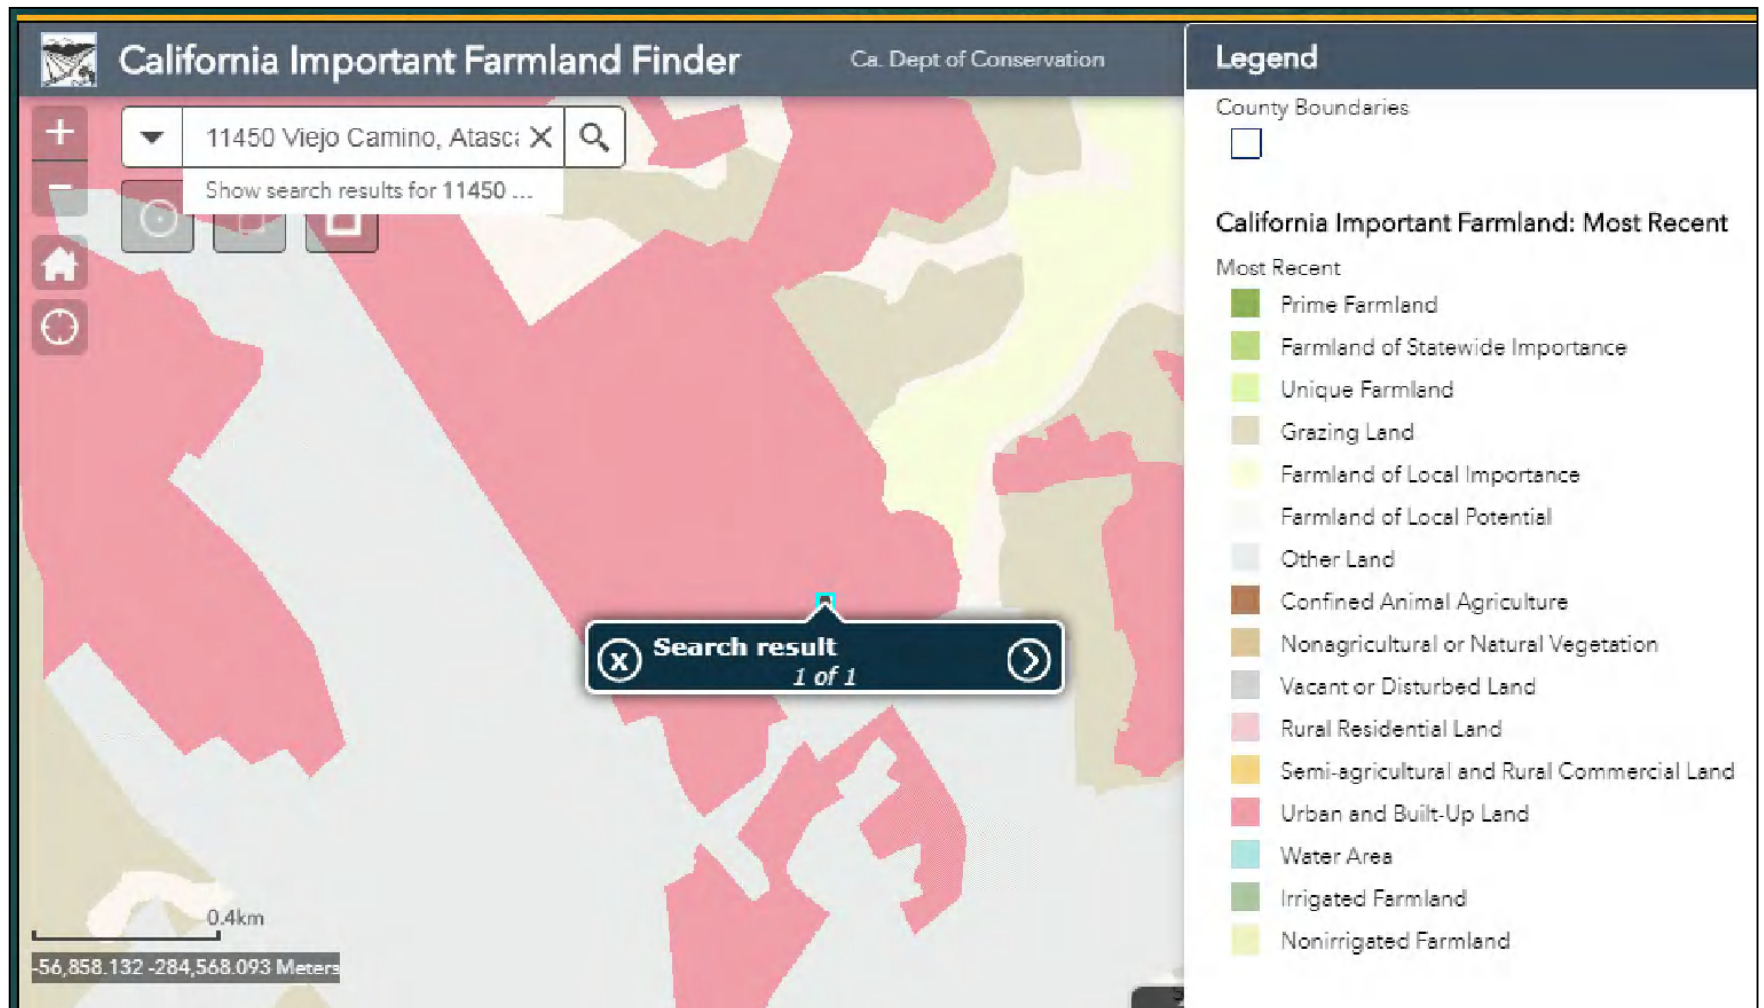 California Important Farmland Finder
Ca. Dept of Conservation
11450 Viejo Camino, Atasc
Show search results for 11450 ...
Search result
1 of 1
0.4km
-56,858.132 -284,568.093 Meters
Legend
County Boundaries
California Important Farmland: Most Recent
Most Recent
Prime Farmland
Farmland of Statewide Importance
Unique Farmland
Grazing Land
Farmland of Local Importance
Farmland of Local Potential
Other Land
Confined Animal Agriculture
Nonagricultural or Natural Vegetation
Vacant or Disturbed Land
Rural Residential Land
Semi-agricultural and Rural Commercial Land
Urban and Built-Up Land
Water Area
Irrigated Farmland
Nonirrigated Farmland